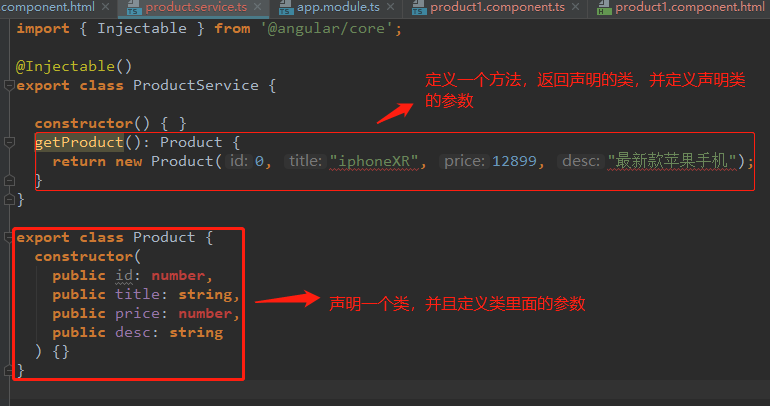 component.html × product.service.ts × app.module.ts × product1.component.ts × product1.component.html
import { Injectable } from '@angular/core';
@Injectable()
export class ProductService {
定义一个方法，返回声明的类，并定义声明类
的参数
constructor() { }
getProduct(): Product {
return new Product( id: 0, title: "iphoneXR", price: 12899, desc: "最新款苹果手机");
}
}
export class Product {
constructor(
public id: number,
public title: string,
public price: number,
public desc: string
) {}
}
声明一个类，并且定义类里面的参数